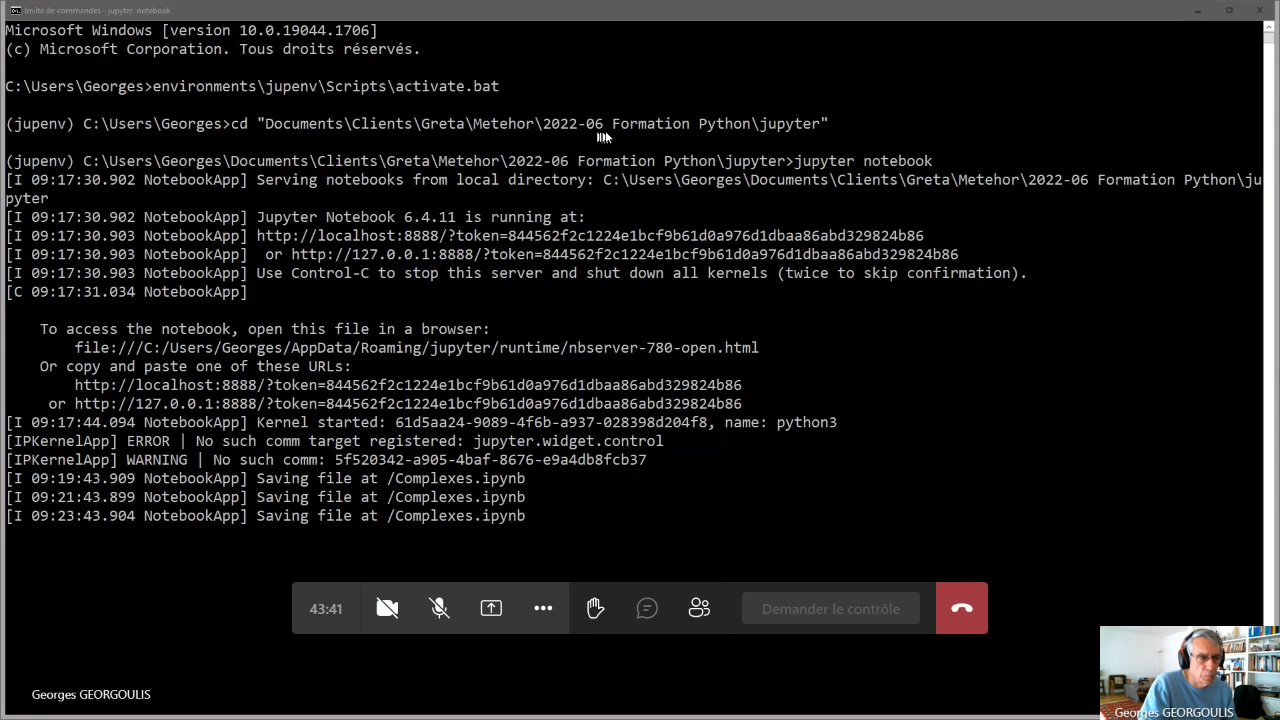 Invite de commandes - jupyter notebook
Microsoft Windows [version 10.0.19044.1706]
(c) Microsoft Corporation. Tous droits réservés.
C:\Users\Georges>environments\jupenv\Scripts\activate.bat
(jupenv) C:\Users\Georges>cd "Documents\Clients\Greta\Metehor\2022-06 Formation Python\jupyter"
(jupenv) C:\Users\Georges\Documents\Clients\Greta\Metehor\2022-06 Formation Python\jupyter>jupyter notebook
[I 09:17:30.902 NotebookApp] Serving notebooks from local directory: C:\Users\Georges\Documents\Clients\Greta\Metehor\2022-06 Formation Python\ju
pyter
[I 09:17:30.902 NotebookApp] Jupyter Notebook 6.4.11 is running at:
[I 09:17:30.903 NotebookApp] http://localhost:8888/?token=844562f2c1224e1bcf9b61d0a976d1dbaa86abd329824b86
[I 09:17:30.903 NotebookApp]  or http://127.0.0.1:8888/?token=844562f2c1224e1bcf9b61d0a976d1dbaa86abd329824b86
[I 09:17:30.903 NotebookApp] Use Control-C to stop this server and shut down all kernels (twice to skip confirmation).
[C 09:17:31.034 NotebookApp]
To access the notebook, open this file in a browser:
file:///C:/Users/Georges/AppData/Roaming/jupyter/runtime/nbserver-780-open.html
Or copy and paste one of these URLs:
http://localhost:8888/?token=844562f2c1224e1bcf9b61d0a976d1dbaa86abd329824b86
or http://127.0.0.1:8888/?token=844562f2c1224e1bcf9b61d0a976d1dbaa86abd329824b86
[I 09:17:44.094 NotebookApp] Kernel started: 61d5aa24-9089-4f6b-a937-028398d204f8, name: python3
[IPKernelApp] ERROR | No such comm target registered: jupyter.widget.control
[IPKernelApp] WARNING | No such comm: 5f520342-a905-4baf-8676-e9a4db8fcb37
[I 09:19:43.909 NotebookApp] Saving file at /Complexes.ipynb
[I 09:21:43.899 NotebookApp] Saving file at /Complexes.ipynb
[I 09:23:43.904 NotebookApp] Saving file at /Complexes.ipynb
43:41
Demander le contrôle
Georges GEORGOULIS
Georges GEORGOULIS